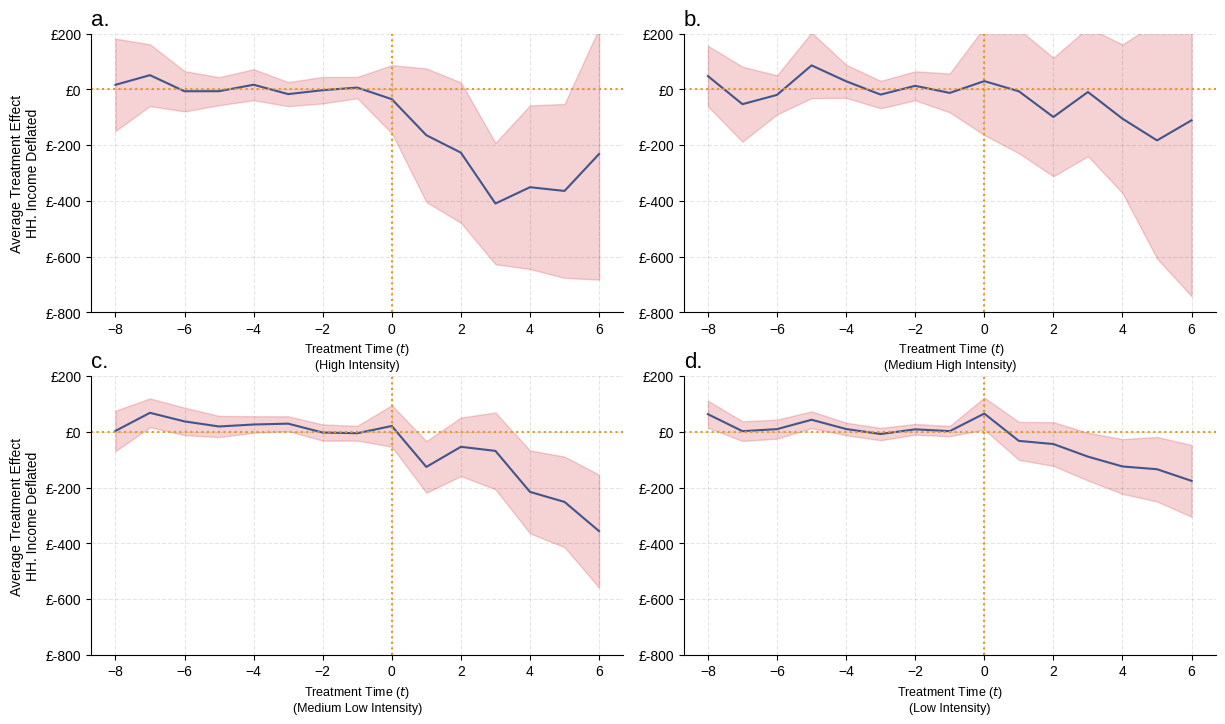 a.
£200
£0
£-200
£-400
£-600
£-800
Average Treatment Effect
HH. Income Deflated
−8 −6 −4 −2 0 2 4 6
Treatment Time (t)
(High Intensity)
b.
£200
£0
£-200
£-400
£-600
£-800
−8 −6 −4 −2 0 2 4 6
Treatment Time (t)
(Medium High Intensity)
c.
£200
£0
£-200
£-400
£-600
£-800
Average Treatment Effect
HH. Income Deflated
−8 −6 −4 −2 0 2 4 6
Treatment Time (t)
(Medium Low Intensity)
d.
£200
£0
£-200
£-400
£-600
£-800
−8 −6 −4 −2 0 2 4 6
Treatment Time (t)
(Low Intensity)